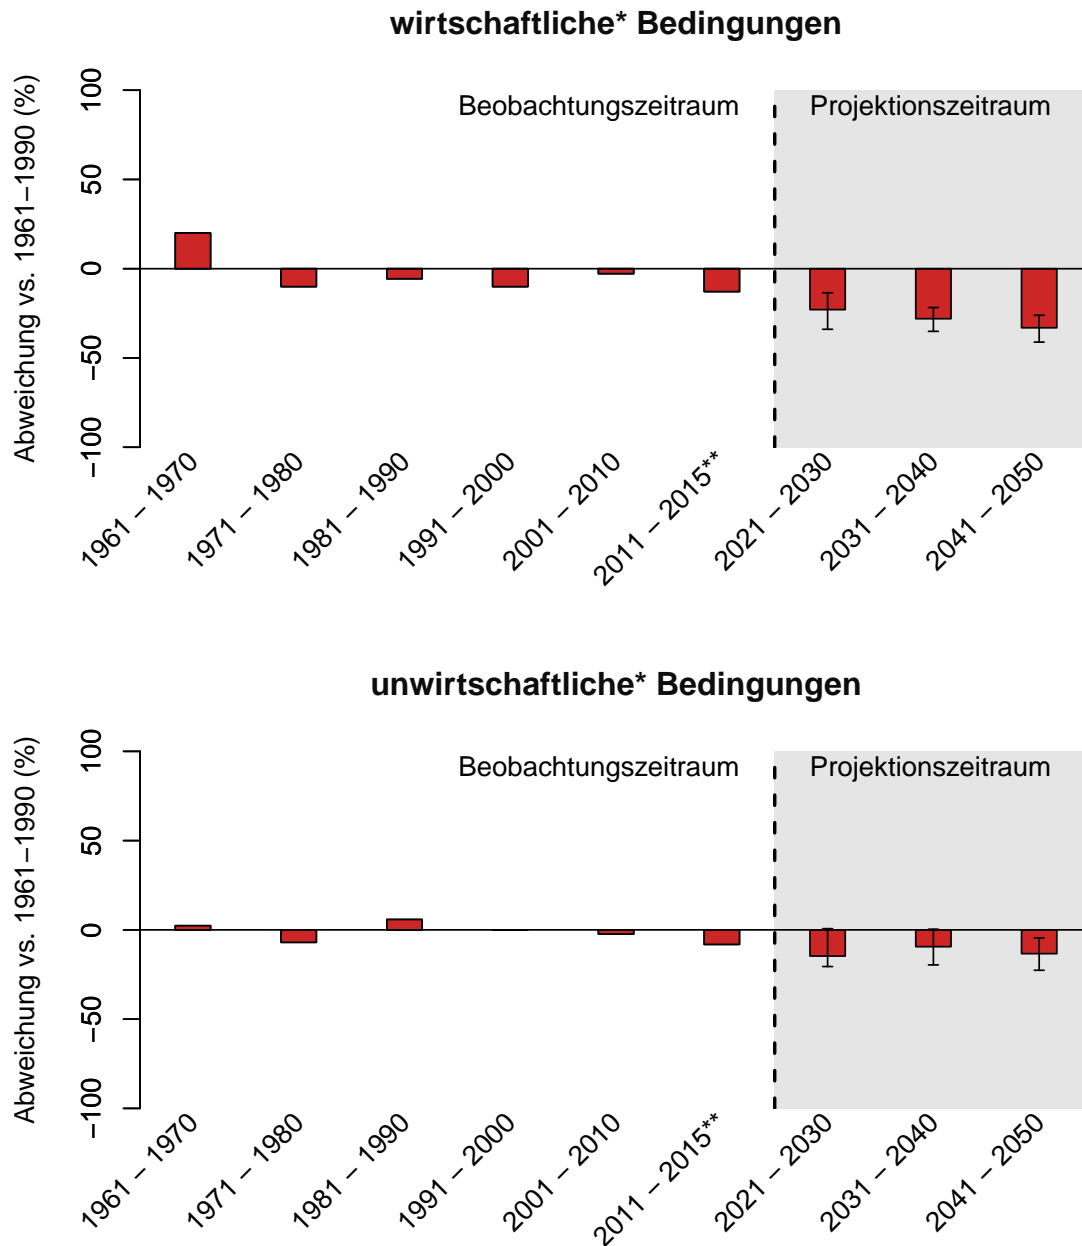 wirtschaftliche* Bedingungen
Abweichung vs. 1961–1990 (%)
100
50
0
–50
–100
Beobachtungszeitraum
Projektionszeitraum
1961 – 1970
1971 – 1980
1981 – 1990
1991 – 2000
2001 – 2010
2011 – 2015**
2021 – 2030
2031 – 2040
2041 – 2050
unwirtschaftliche* Bedingungen
Abweichung vs. 1961–1990 (%)
100
50
0
–50
–100
Beobachtungszeitraum
Projektionszeitraum
1961 – 1970
1971 – 1980
1981 – 1990
1991 – 2000
2001 – 2010
2011 – 2015**
2021 – 2030
2031 – 2040
2041 – 2050